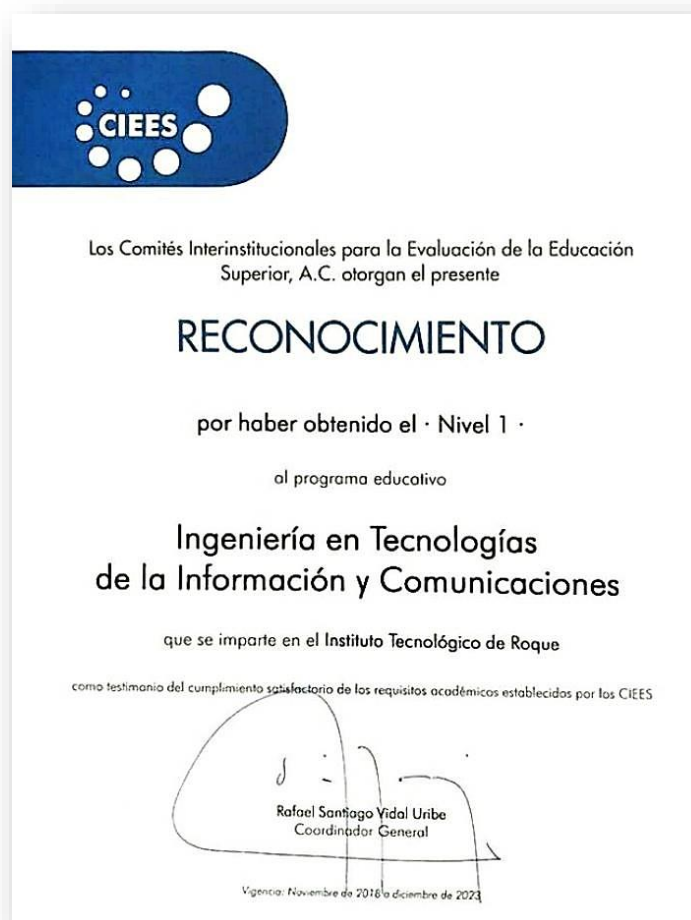 CIEES
Los Comités Interinstitucionales para la Evaluación de la Educación
Superior, A.C. otorgan el presente
RECONOCIMIENTO
por haber obtenido el · Nivel 1 ·
al programa educativo
Ingeniería en Tecnologías
de la Información y Comunicaciones
que se imparte en el Instituto Tecnológico de Roque
como testimonio del cumplimiento satisfactorio de los requisitos académicos establecidos por los CIEES
Rafael Santiago Vidal Uribe
Coordinador General
Vigencia: Noviembre de 2018 a diciembre de 2023